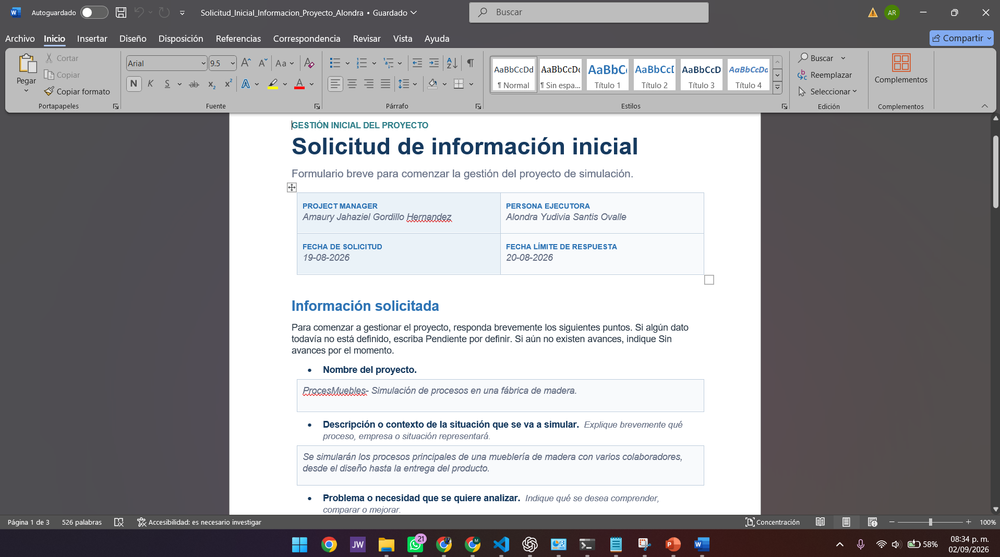 Autoguardado
Solicitud_Inicial_Informacion_Proyecto_Alondra • Guardado
Buscar
AR
Archivo Inicio Insertar Diseño Disposición Referencias Correspondencia Revisar Vista Ayuda
Compartir
Pegar
Cortar
Copiar
Copiar formato
Portapapeles
Arial
9.5
Aa
N K S ab x₂ x² A A
Fuente
Párrafo
AaBbCcDd
¶ Normal
AaBbCcDc
¶ Sin espa...
AaBbC
Título 1
AaBbCcI
Título 2
AaBbCcD
Título 3
AaBbCcDa
Título 4
Estilos
Buscar
Reemplazar
Seleccionar
Edición
Complementos
Complementos
GESTIÓN INICIAL DEL PROYECTO
Solicitud de información inicial
Formulario breve para comenzar la gestión del proyecto de simulación.
PROJECT MANAGER
Amaury Jahaziel Gordillo Hernandez
PERSONA EJECUTORA
Alondra Yudivia Santis Ovalle
FECHA DE SOLICITUD
19-08-2026
FECHA LÍMITE DE RESPUESTA
20-08-2026
Información solicitada
Para comenzar a gestionar el proyecto, responda brevemente los siguientes puntos. Si algún dato
todavía no está definido, escriba Pendiente por definir. Si aún no existen avances, indique Sin
avances por el momento.
• Nombre del proyecto.
ProcesMuebles- Simulación de procesos en una fábrica de madera.
• Descripción o contexto de la situación que se va a simular. Explique brevemente qué
proceso, empresa o situación representará.
Se simularán los procesos principales de una mueblería de madera con varios colaboradores,
desde el diseño hasta la entrega del producto.
• Problema o necesidad que se quiere analizar. Indique qué se desea comprender,
comparar o mejorar.
Página 1 de 3
526 palabras
Accesibilidad: es necesario investigar
Concentración
100%
JW
21
58%
08:34 p. m.
02/09/2026